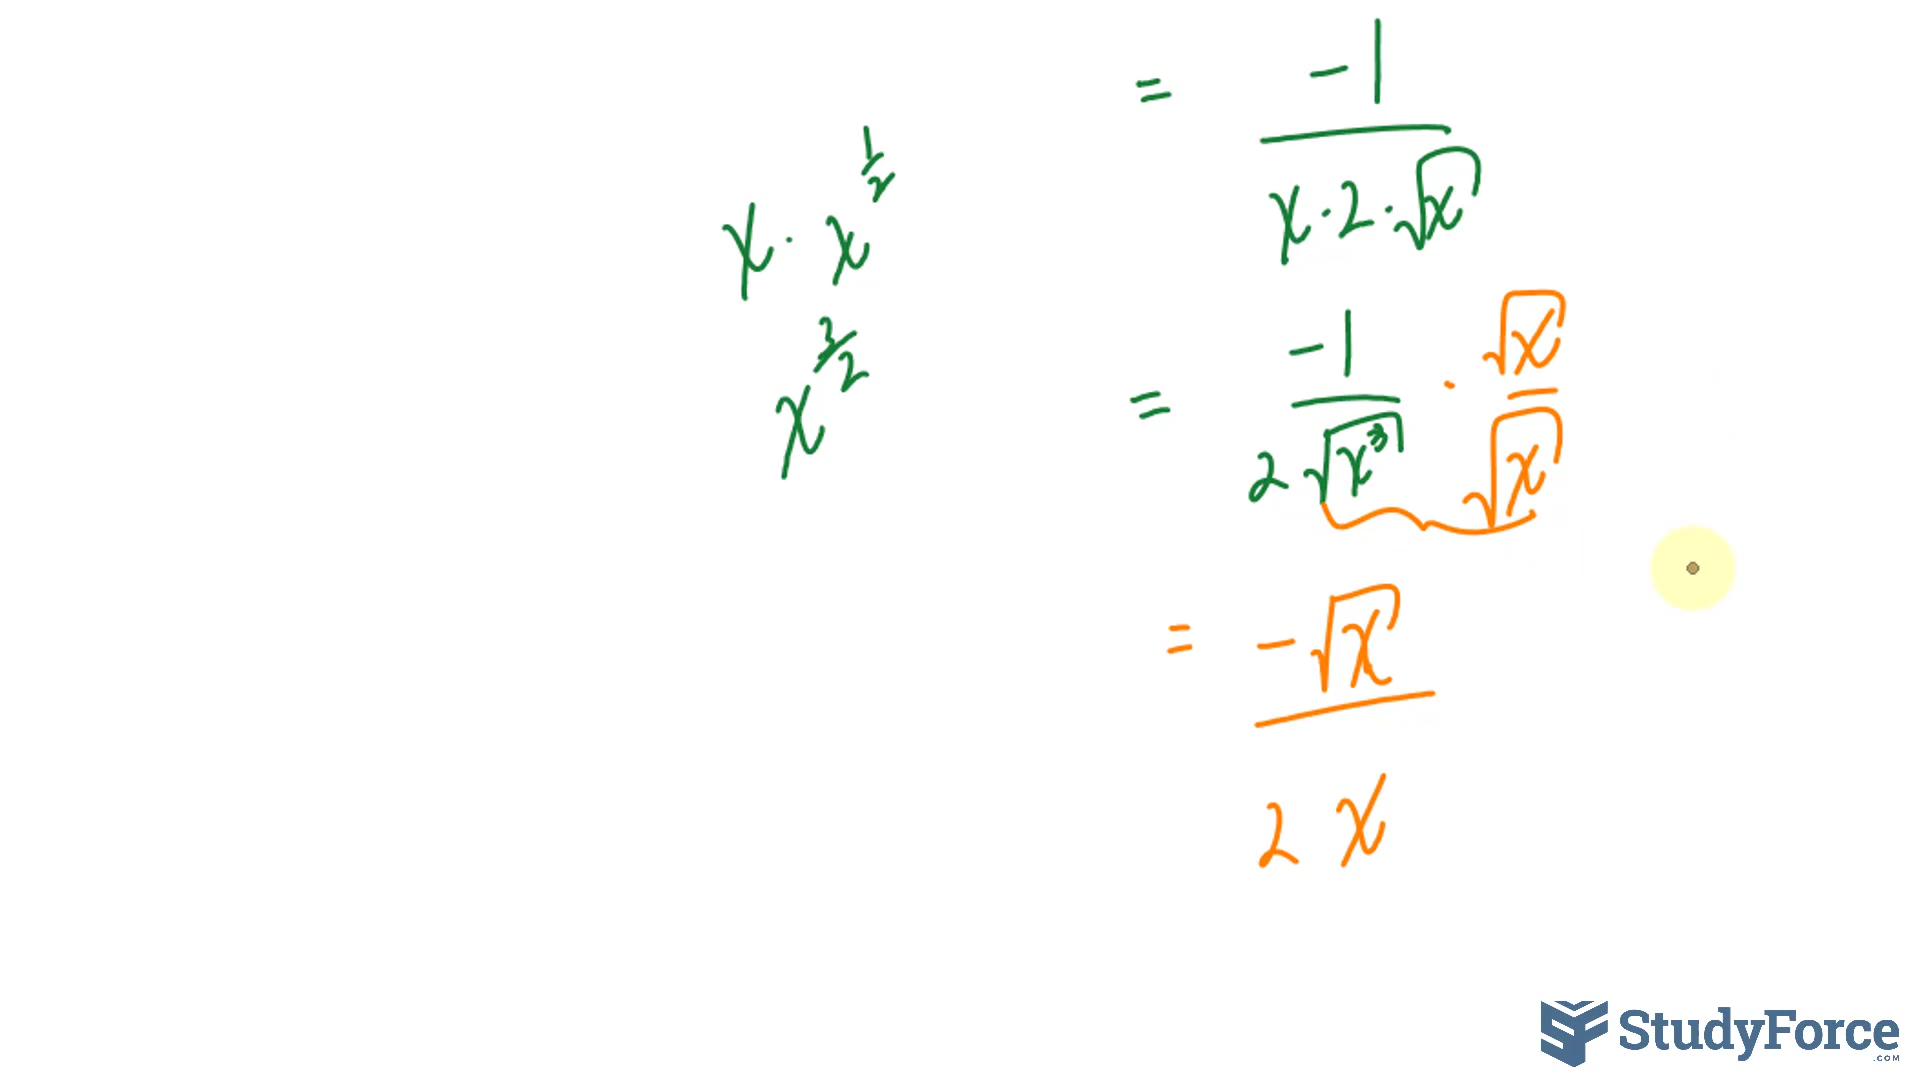 = -1 / x · 2 · √x
x · x^(1/2)
x^(3/2)
= -1 / 2√x³ · √x / √x
= -√x / 2x
StudyForce
.COM